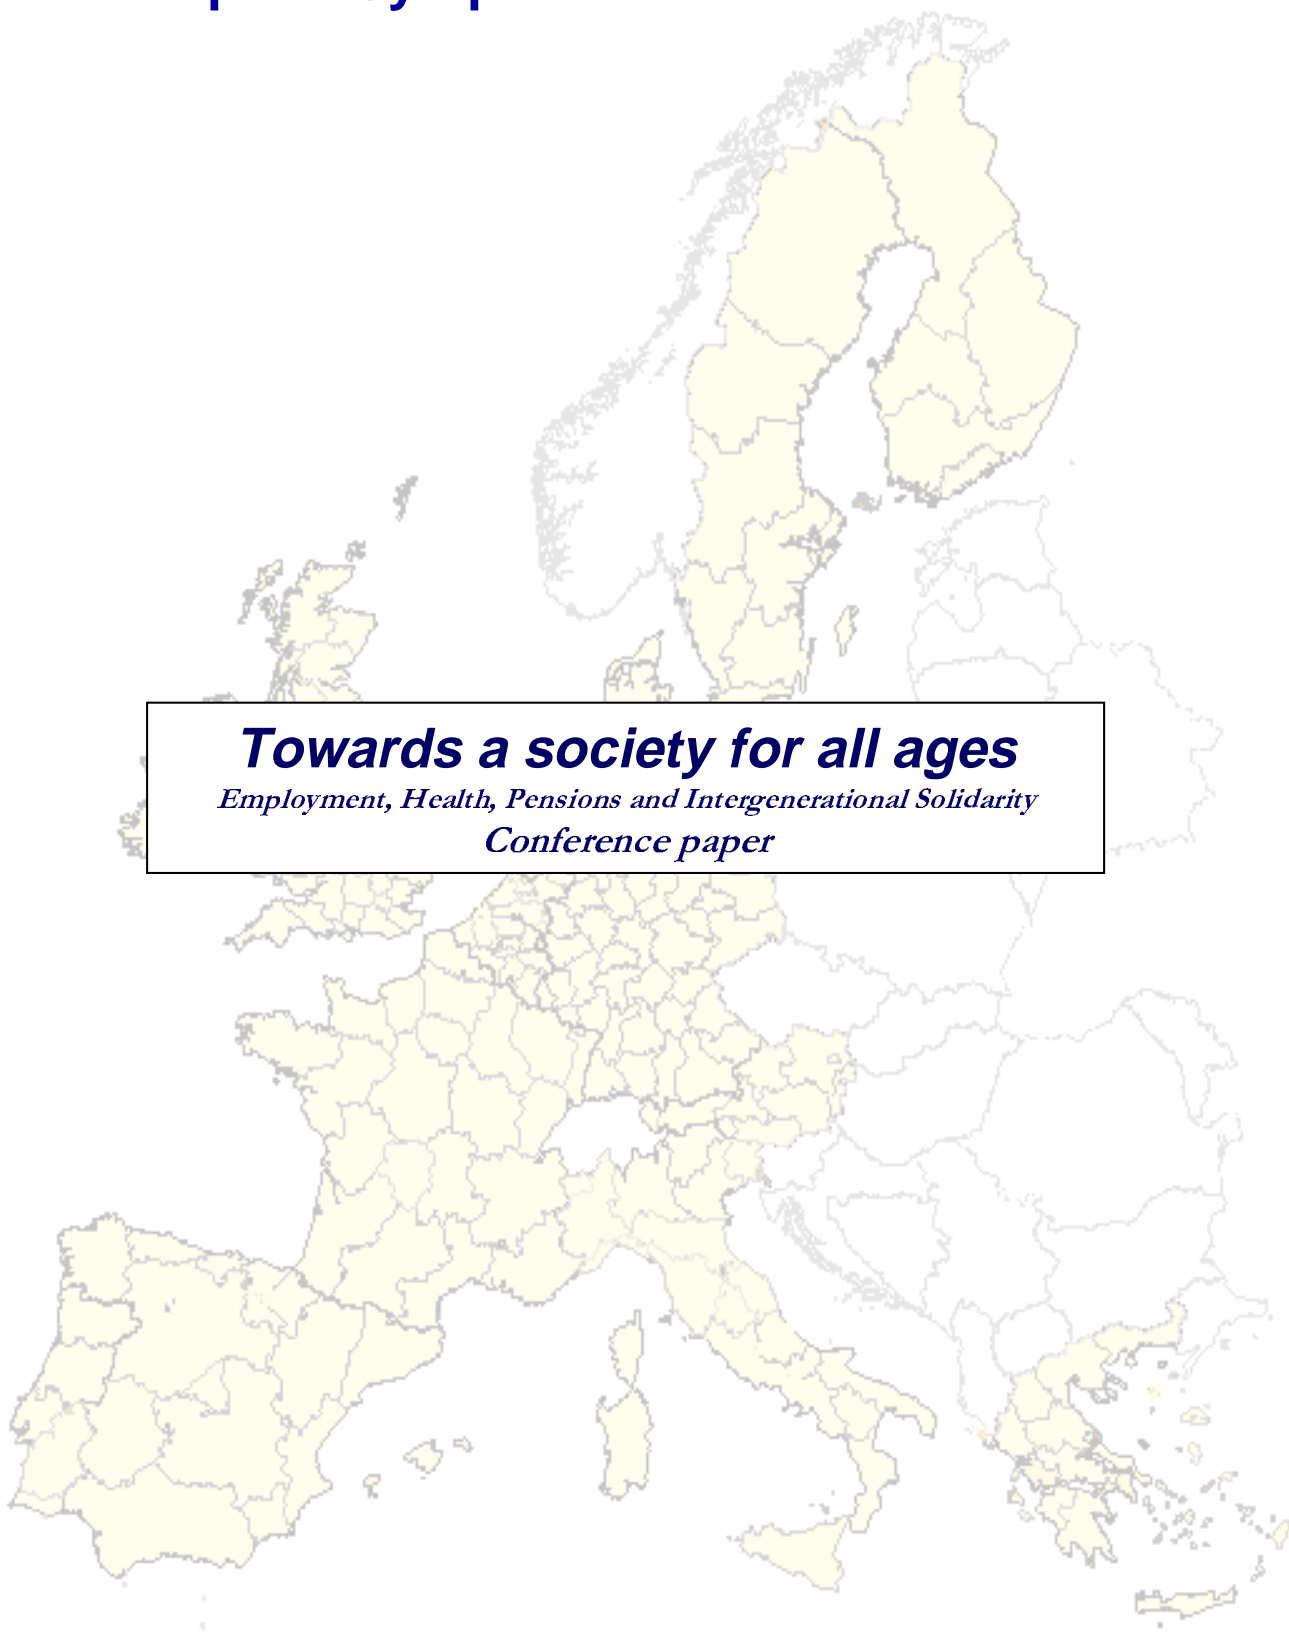 Towards a society for all ages
Employment, Health, Pensions and Intergenerational Solidarity
Conference paper